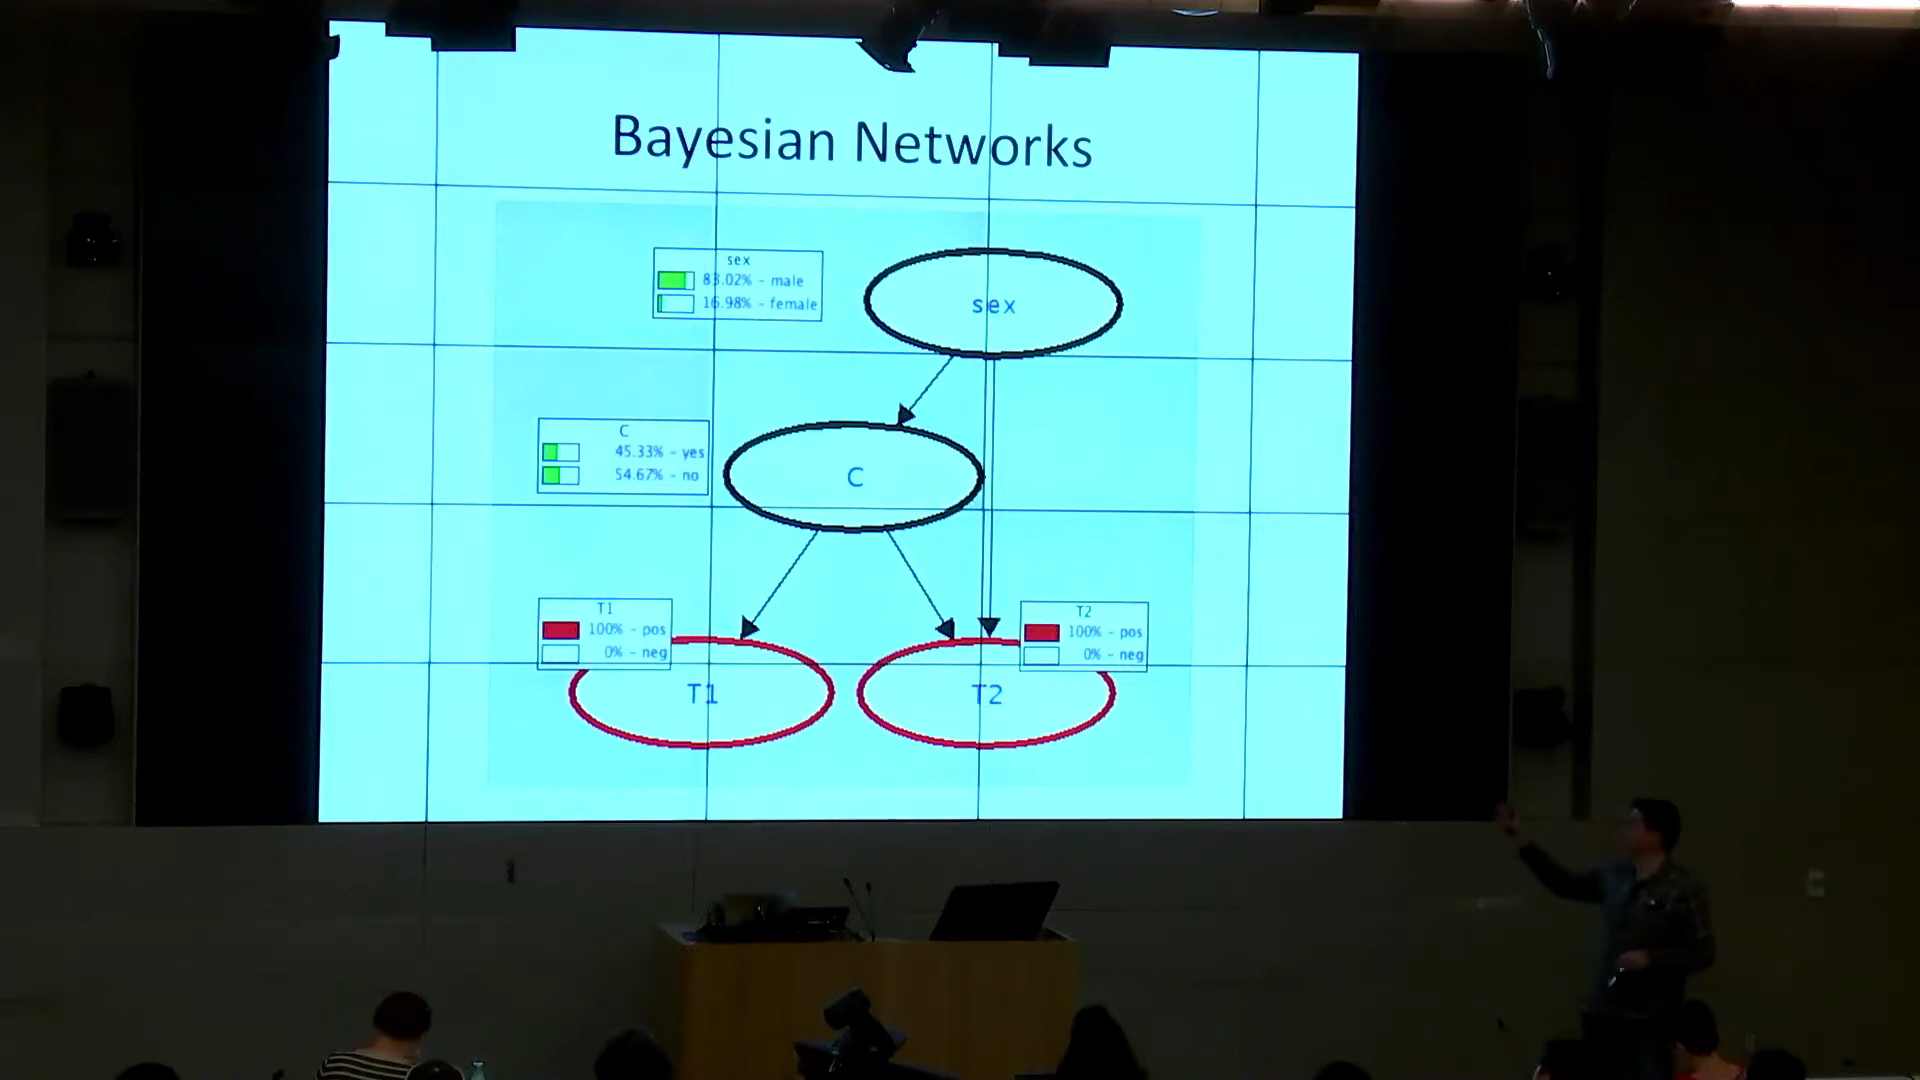 Bayesian Networks
sex
83.02% - male
16.98% - female
sex
C
45.33% - yes
54.67% - no
C
T1
100% - pos
0% - neg
T2
100% - pos
0% - neg
T1
T2